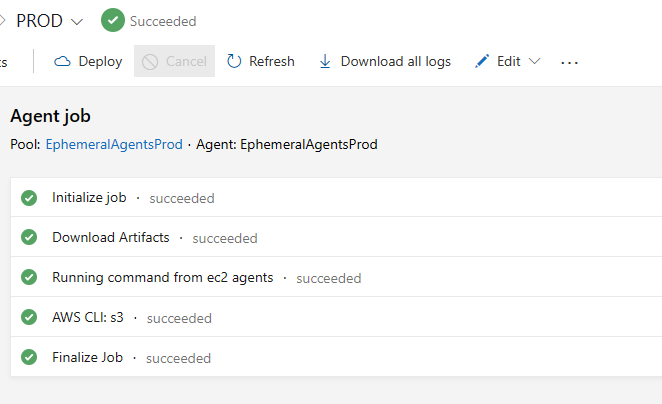 PROD Succeeded
ts Deploy Cancel Refresh Download all logs Edit ...
Agent job
Pool: EphemeralAgentsProd · Agent: EphemeralAgentsProd
Initialize job · succeeded
Download Artifacts · succeeded
Running command from ec2 agents · succeeded
AWS CLI: s3 · succeeded
Finalize Job · succeeded